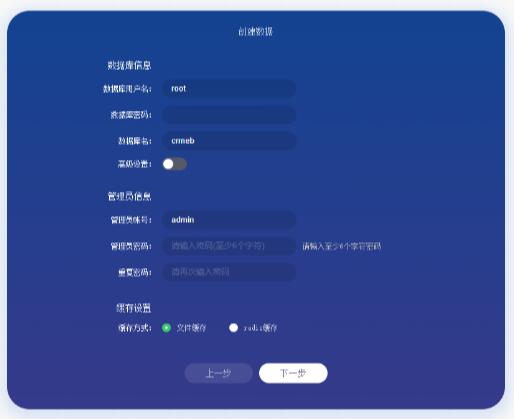 创建数据
数据库信息
数据库用户名: root
数据库密码:
数据库名: crmeb
高级设置:
管理员信息
管理员帐号: admin
管理员密码: 请输入密码(至少6个字符) 请输入至少6个字符密码
重复密码: 请再次输入密码
缓存设置
缓存方式: 文件缓存 redis缓存
上一步 下一步